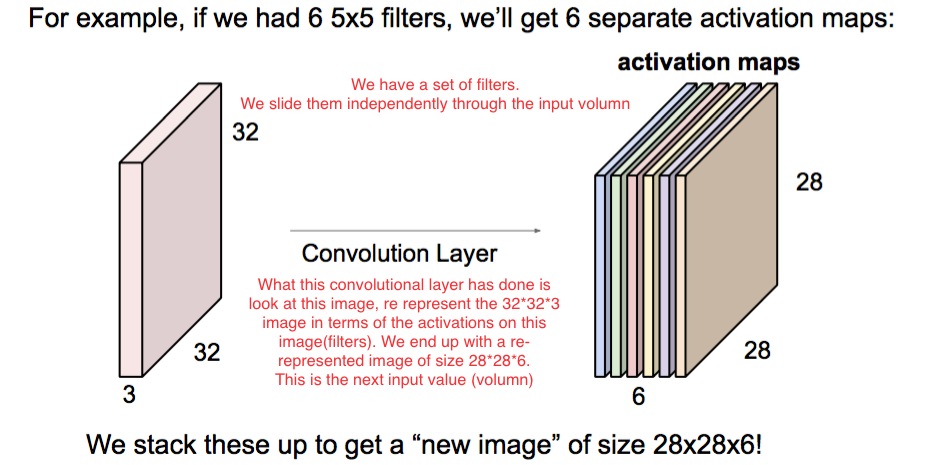 For example, if we had 6 5x5 filters, we’ll get 6 separate activation maps:
activation maps
We have a set of filters.
We slide them independently through the input volumn
32
28
Convolution Layer
What this convolutional layer has done is
look at this image, re represent the 32*32*3
image in terms of the activations on this
image(filters). We end up with a re-
represented image of size 28*28*6.
This is the next input value (volumn)
32
28
3
6
We stack these up to get a “new image” of size 28x28x6!